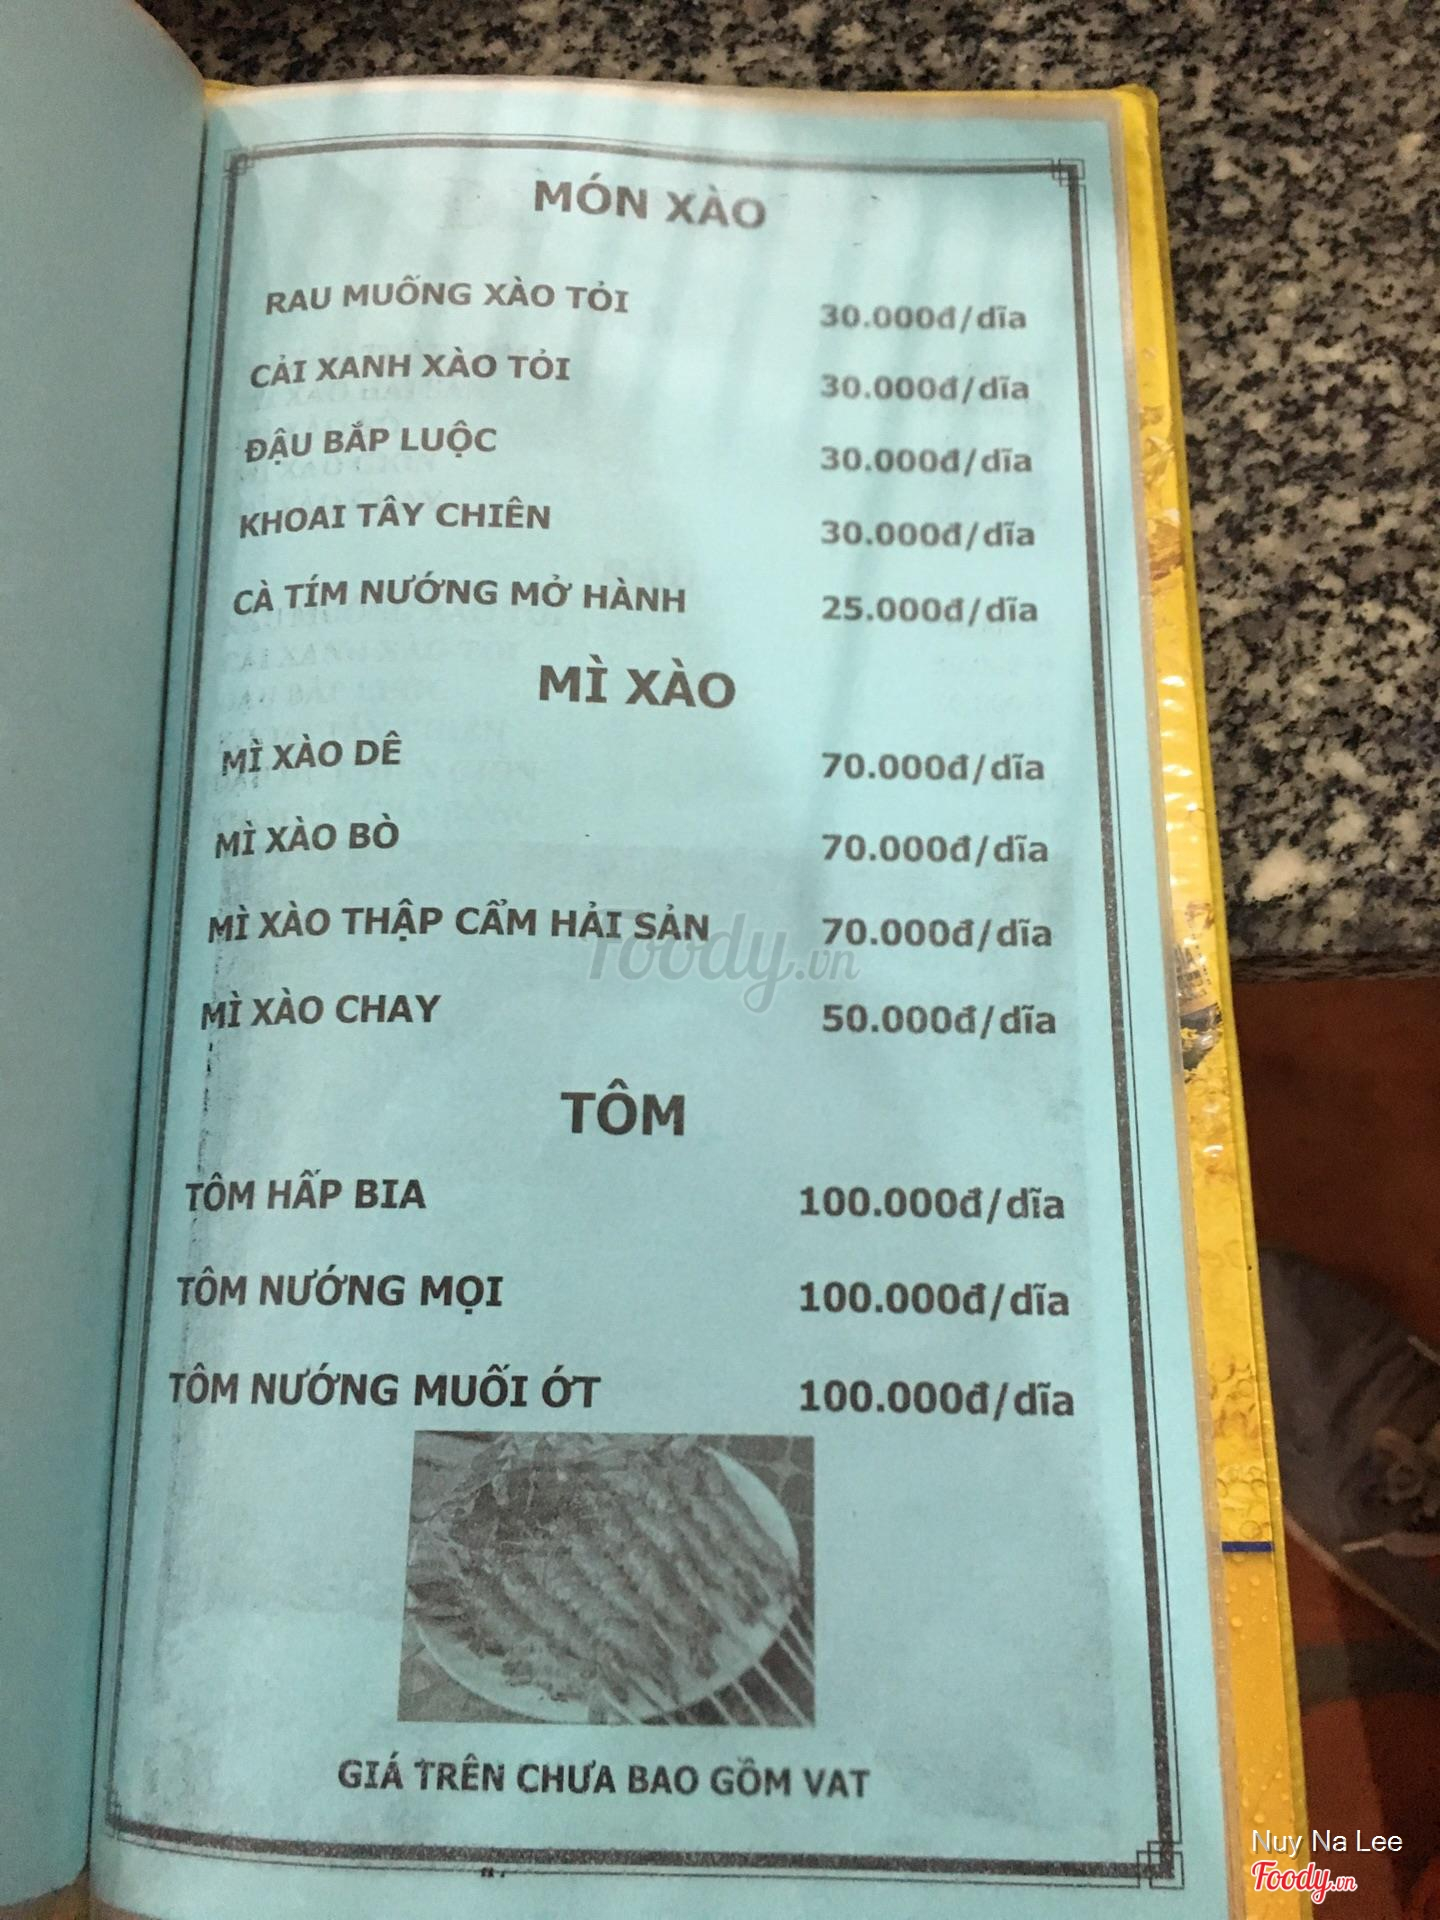 MÓN XÀO
RAU MUỐNG XÀO TỎI 30.000đ/dĩa
CẢI XANH XÀO TỎI 30.000đ/dĩa
ĐẬU BẮP LUỘC 30.000đ/dĩa
KHOAI TÂY CHIÊN 30.000đ/dĩa
CÀ TÍM NƯỚNG MỞ HÀNH 25.000đ/dĩa
MÌ XÀO
MÌ XÀO DÊ 70.000đ/dĩa
MÌ XÀO BÒ 70.000đ/dĩa
MÌ XÀO THẬP CẨM HẢI SẢN 70.000đ/dĩa
Foody.vn
MÌ XÀO CHAY 50.000đ/dĩa
TÔM
TÔM HẤP BIA 100.000đ/dĩa
TÔM NƯỚNG MỌI 100.000đ/dĩa
TÔM NƯỚNG MUỐI ỚT 100.000đ/dĩa
GIÁ TRÊN CHƯA BAO GỒM VAT
Nuy Na Lee
Foody.vn